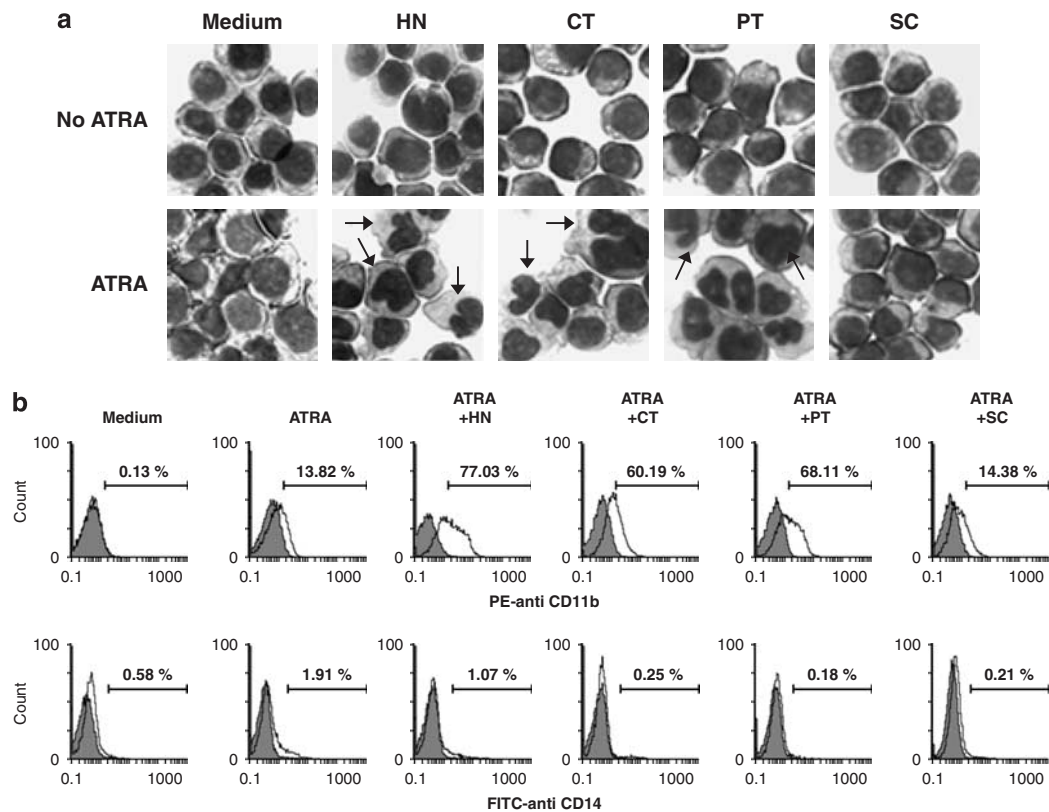 a
Medium HN CT PT SC
No ATRA
ATRA
b
Medium ATRA ATRA +HN ATRA +CT ATRA +PT ATRA +SC
100 100 100 100 100 100
0.13 % 13.82 % 77.03 % 60.19 % 68.11 % 14.38 %
Count
0 0 0 0 0 0
0.1 1000 0.1 1000 0.1 1000 0.1 1000 0.1 1000 0.1 1000
PE-anti CD11b
100 100 100 100 100 100
0.58 % 1.91 % 1.07 % 0.25 % 0.18 % 0.21 %
Count
0 0 0 0 0 0
0.1 1000 0.1 1000 0.1 1000 0.1 1000 0.1 1000 0.1 1000
FITC-anti CD14